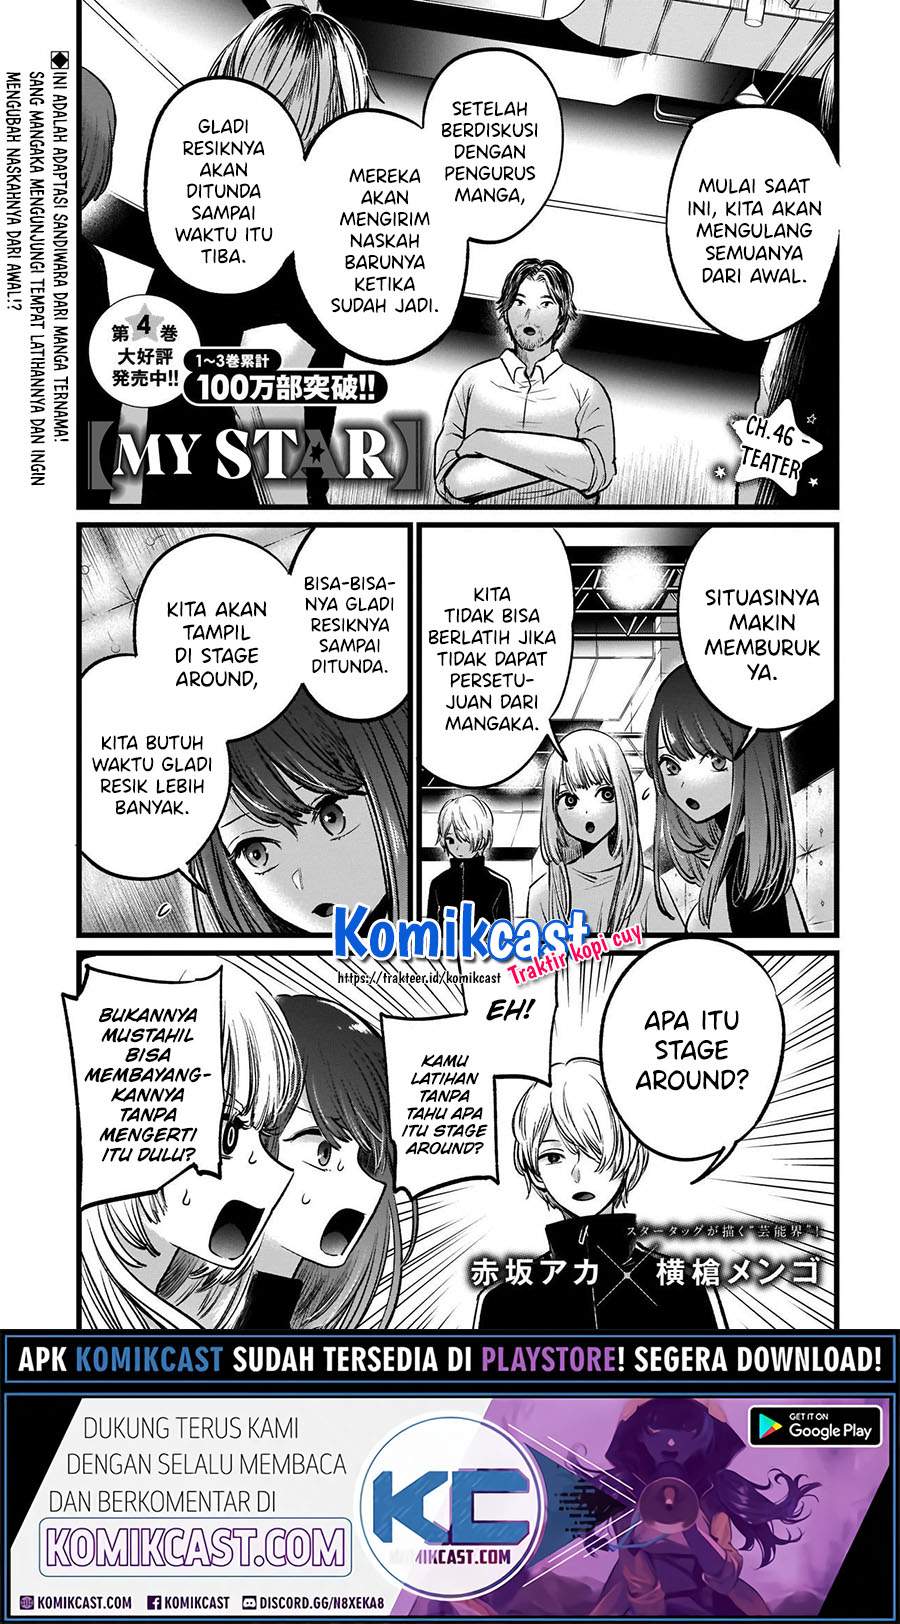 ◆INI ADALAH ADAPTASI SANDIWARA DARI MANGA TERNAMA!
SANG MANGAKA MENGUNJUNGI TEMPAT LATIHANNYA DAN INGIN
MENGUBAH NASKAHNYA DARI AWAL!?
MULAI SAAT
INI, KITA AKAN
MENGULANG
SEMUANYA
DARI AWAL.
SETELAH
BERDISKUSI
DENGAN
PENGURUS
MANGA,
MEREKA
AKAN
MENGIRIM
NASKAH
BARUNYA
KETIKA
SUDAH JADI.
GLADI
RESIKNYA
AKAN
DITUNDA
SAMPAI
WAKTU ITU
TIBA.
第4巻
大好評
発売中!!
1〜3巻累計
100万部突破!!
【MY STAR】
CH.46 -
TEATER
SITUASINYA
MAKIN
MEMBURUK
YA.
KITA
TIDAK BISA
BERLATIH JIKA
TIDAK DAPAT
PERSETU-
JUAN DARI
MANGAKA.
BISA-BISA-
NYA GLADI
RESIKNYA
SAMPAI
DITUNDA.
KITA AKAN
TAMPIL
DI STAGE
AROUND,
KITA BUTUH
WAKTU GLADI
RESIK LEBIH
BANYAK.
Komikcast
https://trakteer.id/komikcast
Traktir kopi cuy
APA ITU
STAGE
AROUND?
EH!
KAMU
LATIHAN
TANPA
TAHU APA
ITU STAGE
AROUND?
BUKANNYA
MUSTAHIL
BISA
MEMBAYANG-
KANNYA
TANPA
MENGERTI
ITU DULU?
スタータッグが描く“芸能界”!
赤坂アカ×横槍メンゴ
APK KOMIKCAST SUDAH TERSEDIA DI PLAYSTORE! SEGERA DOWNLOAD!
DUKUNG TERUS KAMI
DENGAN SELALU MEMBACA
DAN BERKOMENTAR DI
KOMIKCAST.COM
KC
KOMIKCAST.COM
GET IT ON
Google Play
KOMIKCAST.COM
KOMIKCAST
DISCORD.GG/N8XEKA8